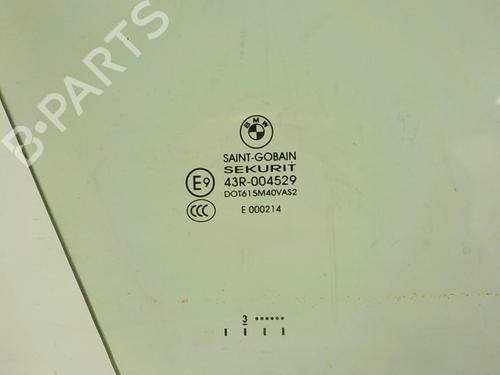 B-PARTS
BMW
SAINT-GOBAIN
SEKURIT
E9 43R-004529
DOT615M40VAS2
CCC
E 000214
3 ••••••